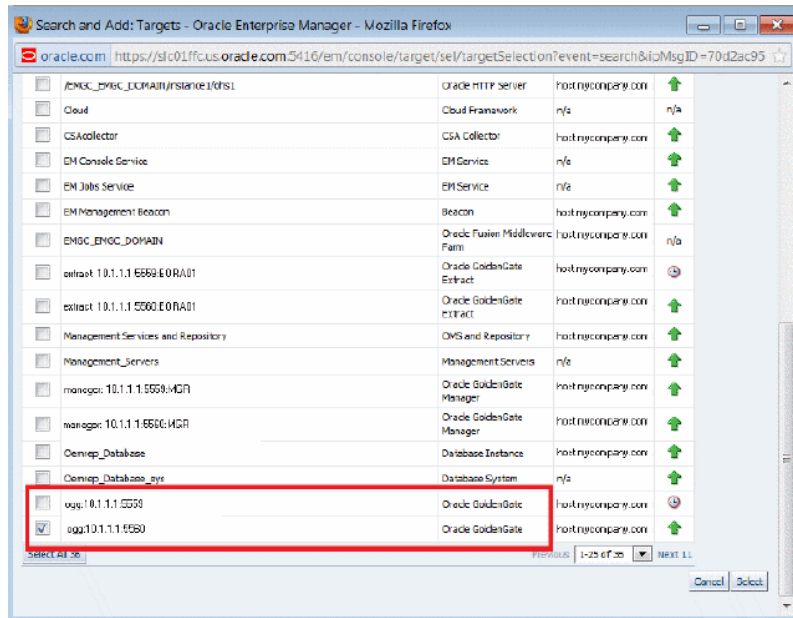 Search and Add: Targets - Oracle Enterprise Manager - Mozilla Firefox
oracle.com https://slc01ffc.us.oracle.com:5416/em/console/target/sel/targetSelection?event=search&ipMsgID=70d2ac95
/EMGC_EMGC_DOMAIN/instance1/ohs1 Oracle HTTP Server host.mycompany.com
Cloud Cloud Framework n/a n/a
CSAcollector CSA Collector host.mycompany.com
EM Console Service EM Service n/a
EM Jobs Service EM Service n/a
EM Management Beacon Beacon host.mycompany.com
EMGC_EMGC_DOMAIN Oracle Fusion Middleware Farm host.mycompany.com n/a
extract: 10.1.1.1:5559:EORA01 Oracle GoldenGate Extract host.mycompany.com
extract: 10.1.1.1:5560:EORA01 Oracle GoldenGate Extract host.mycompany.com
Management Services and Repository OMS and Repository host.mycompany.com
Management_Servers Management Servers n/a
manager: 10.1.1.1:5559:MGR Oracle GoldenGate Manager host.mycompany.com
manager: 10.1.1.1:5560:MGR Oracle GoldenGate Manager host.mycompany.com
Oemrep_Database Database Instance host.mycompany.com
Oemrep_Database_sys Database System n/a
ogg:10.1.1.1:5559 Oracle GoldenGate host.mycompany.com
ogg:10.1.1.1:5560 Oracle GoldenGate host.mycompany.com
Select All 36 Previous 1-25 of 36 Next 11
Cancel Select